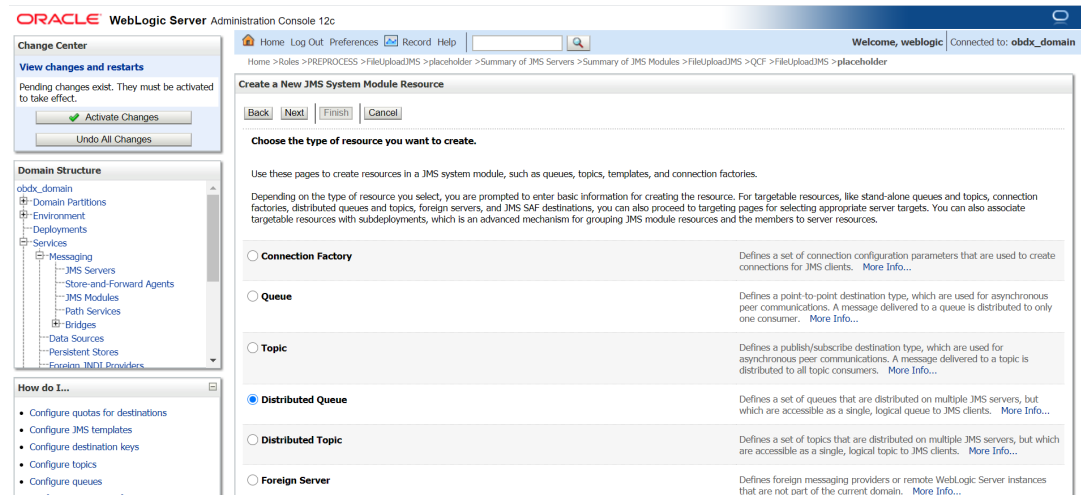 ORACLE WebLogic Server Administration Console 12c
Change Center
View changes and restarts
Pending changes exist. They must be activated
to take effect.
Activate Changes
Undo All Changes
Domain Structure
obdx_domain
Domain Partitions
Environment
Deployments
Services
Messaging
JMS Servers
Store-and-Forward Agents
JMS Modules
Path Services
Bridges
Data Sources
Persistent Stores
Foreign JNDI Providers
How do I...
Configure quotas for destinations
Configure JMS templates
Configure destination keys
Configure topics
Configure queues
Home Log Out Preferences Record Help
Welcome, weblogic Connected to: obdx_domain
Home >Roles >PREPROCESS >FileUploadJMS >placeholder >Summary of JMS Servers >Summary of JMS Modules >FileUploadJMS >QCF >FileUploadJMS >placeholder
Create a New JMS System Module Resource
Back Next Finish Cancel
Choose the type of resource you want to create.
Use these pages to create resources in a JMS system module, such as queues, topics, templates, and connection factories.
Depending on the type of resource you select, you are prompted to enter basic information for creating the resource. For targetable resources, like stand-alone queues and topics, connection
factories, distributed queues and topics, foreign servers, and JMS SAF destinations, you can also proceed to targeting pages for selecting appropriate server targets. You can also associate
targetable resources with subdeployments, which is an advanced mechanism for grouping JMS module resources and the members to server resources.
Connection Factory
Defines a set of connection configuration parameters that are used to create
connections for JMS clients. More Info...
Queue
Defines a point-to-point destination type, which are used for asynchronous
peer communications. A message delivered to a queue is distributed to only
one consumer. More Info...
Topic
Defines a publish/subscribe destination type, which are used for
asynchronous peer communications. A message delivered to a topic is
distributed to all topic consumers. More Info...
Distributed Queue
Defines a set of queues that are distributed on multiple JMS servers, but
which are accessible as a single, logical queue to JMS clients. More Info...
Distributed Topic
Defines a set of topics that are distributed on multiple JMS servers, but which
are accessible as a single, logical topic to JMS clients. More Info...
Foreign Server
Defines foreign messaging providers or remote WebLogic Server instances
that are not part of the current domain. More Info...